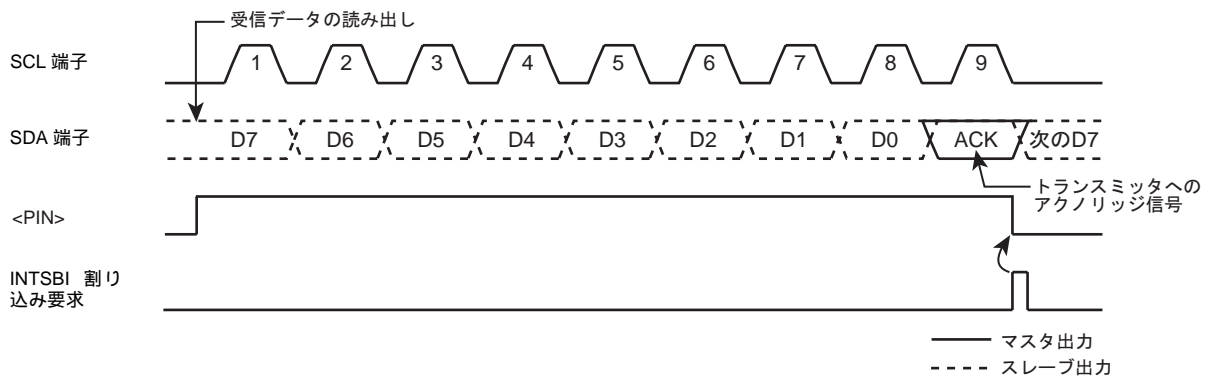 受信データの読み出し
SCL 端子
1 2 3 4 5 6 7 8 9
SDA 端子
D7 D6 D5 D4 D3 D2 D1 D0 ACK 次のD7
トランスミッタへの
アクノリッジ信号
<PIN>
INTSBI 割り
込み要求
マスタ出力
スレーブ出力